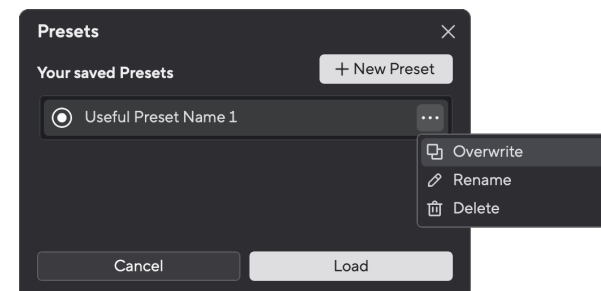 Presets
Your saved Presets
+ New Preset
Useful Preset Name 1
Overwrite
Rename
Delete
Cancel
Load